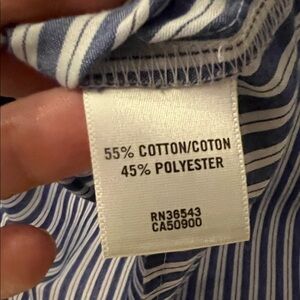 55% COTTON/COTON
45% POLYESTER
RN36543
CA50900